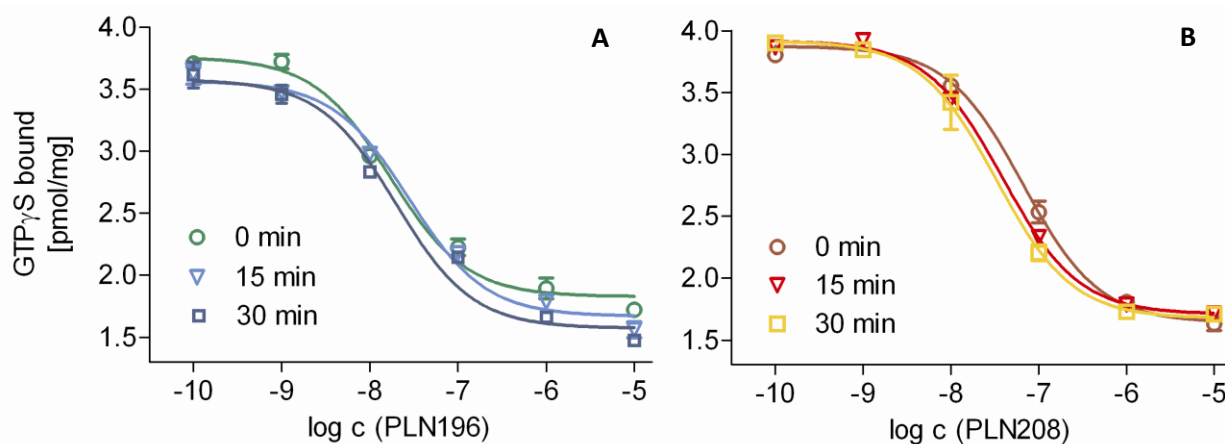 A
B
GTPγS bound
[pmol/mg]
4.0
3.5
3.0
2.5
2.0
1.5
0 min
15 min
30 min
-10 -9 -8 -7 -6 -5
log c (PLN196)
4.0
3.5
3.0
2.5
2.0
1.5
0 min
15 min
30 min
-10 -9 -8 -7 -6 -5
log c (PLN208)